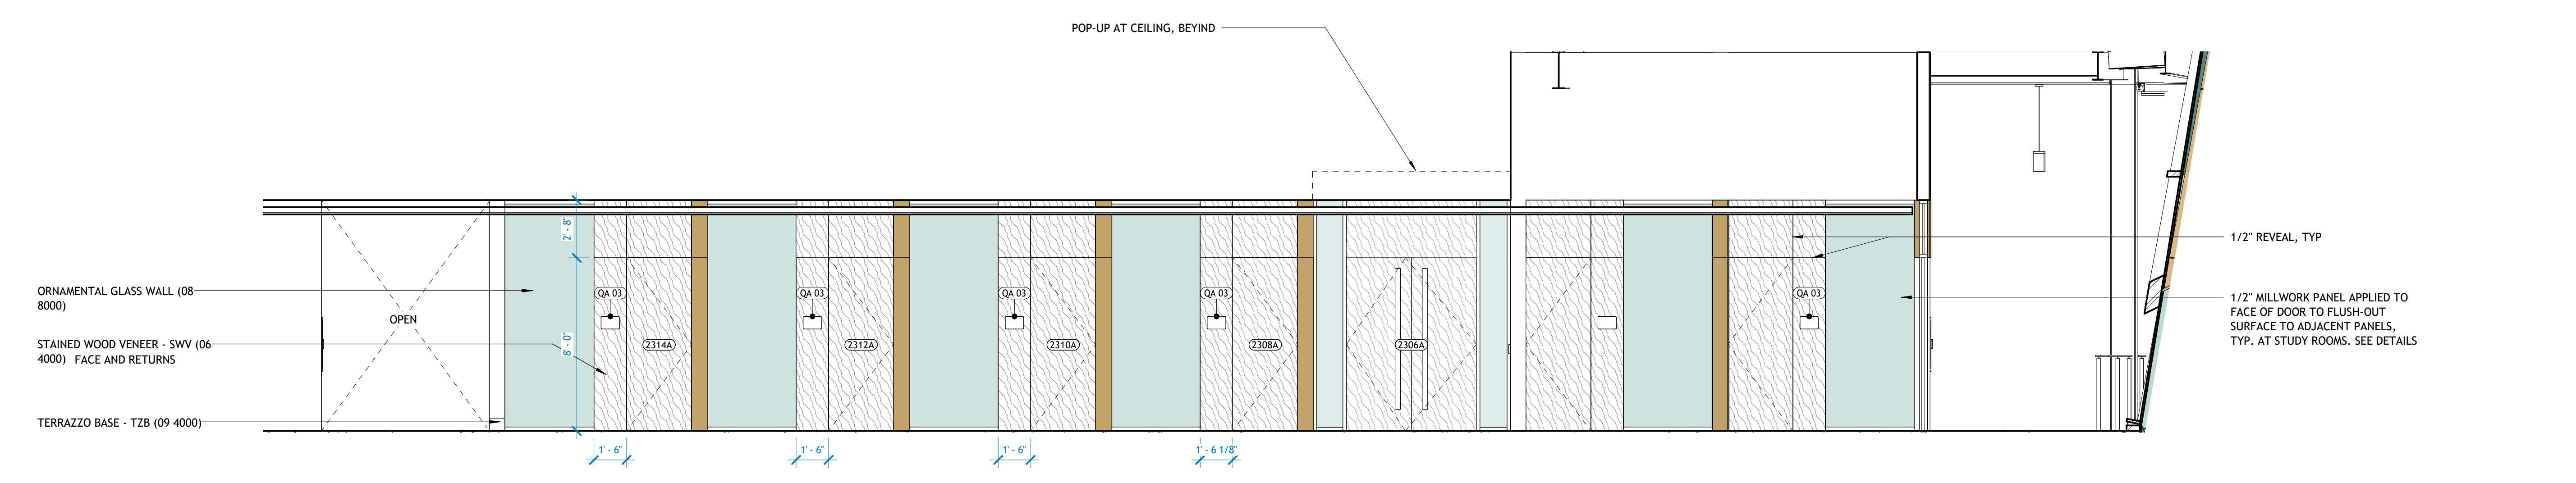 POP-UP AT CEILING, BEYIND
2' - 8"
1/2" REVEAL, TYP
ORNAMENTAL GLASS WALL (08
8000)
QA 03
QA 03
QA 03
QA 03
QA 03
1/2" MILLWORK PANEL APPLIED TO
FACE OF DOOR TO FLUSH-OUT
SURFACE TO ADJACENT PANELS,
TYP. AT STUDY ROOMS. SEE DETAILS
OPEN
STAINED WOOD VENEER - SWV (06
4000) FACE AND RETURNS
8' - 0"
2314A
2312A
2310A
2308A
2306A
TERRAZZO BASE - TZB (09 4000)
1' - 6"
1' - 6"
1' - 6"
1' - 6 1/8"